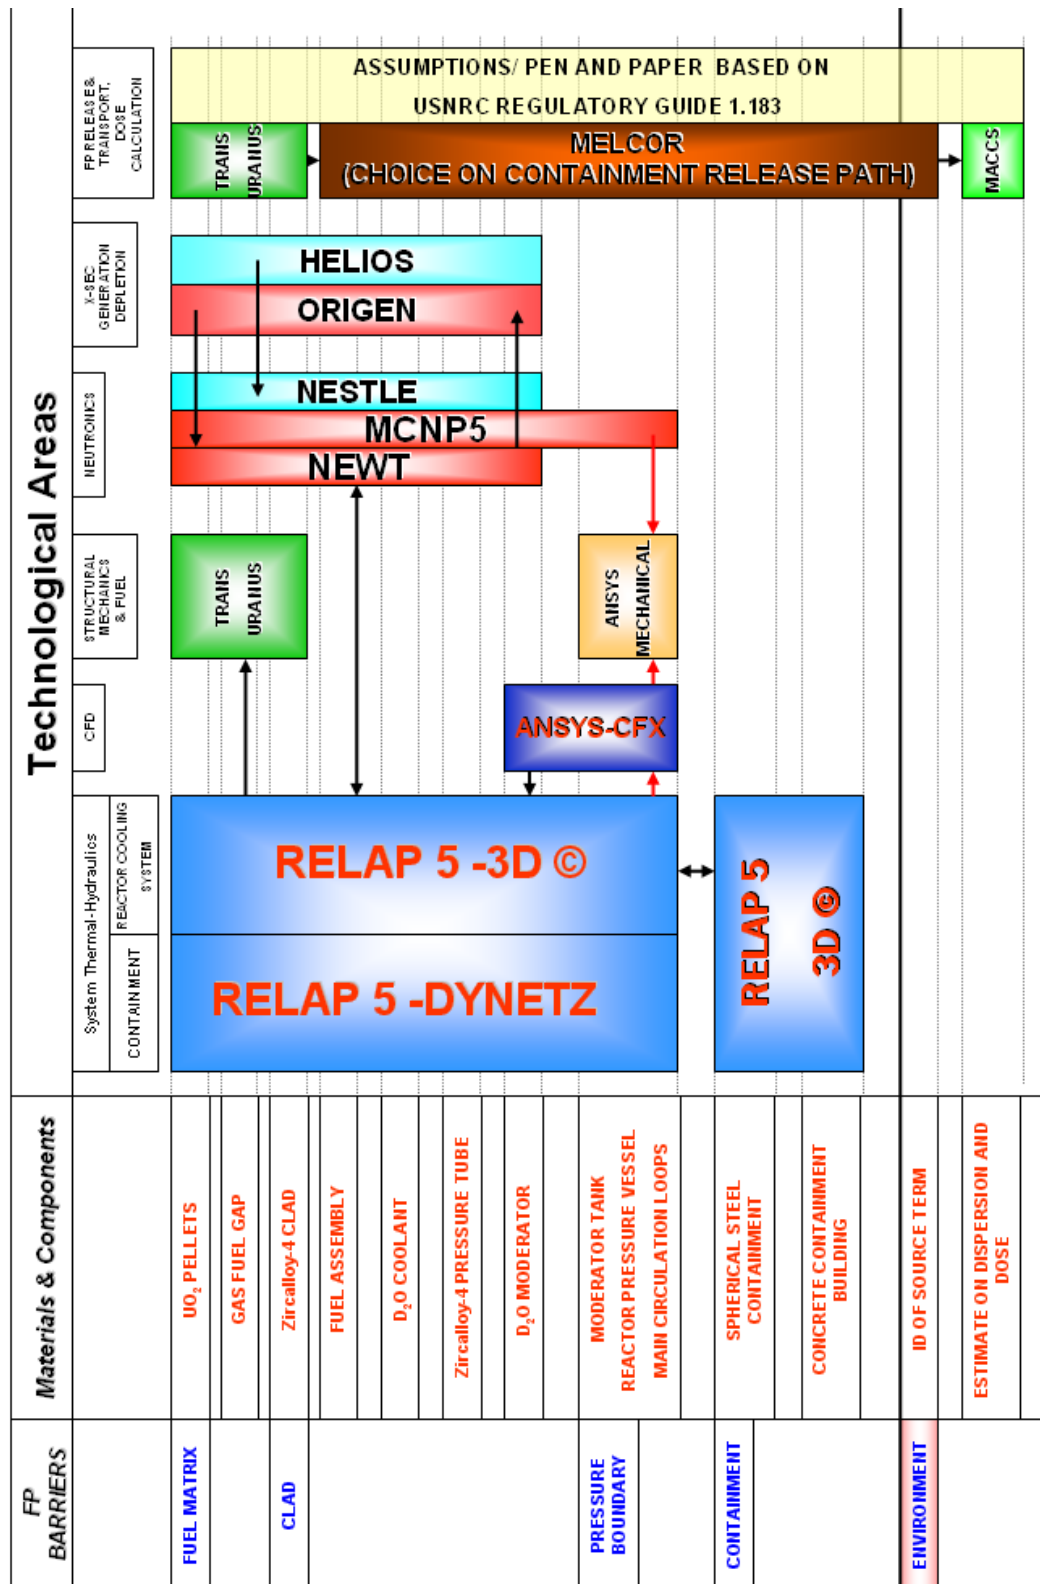 Technological Areas
FP RELEASE &
TRANSPORT,
DOSE
CALCULATION
ASSUMPTIONS/ PEN AND PAPER BASED ON
USNRC REGULATORY GUIDE 1.183
TRANS
URANUS
MELCOR
(CHOICE ON CONTAINMENT RELEASE PATH)
MACCS
X-SEC
GENERATION
DEPLETION
HELIOS
ORIGEN
NEUTRONICS
NESTLE
MCNP5
NEWT
STRUCTURAL
MECHANICS
& FUEL
TRANS
URANUS
ANSYS
MECHANICAL
CFD
ANSYS-CFX
System Thermal-Hydraulics
REACTOR COOLING
SYSTEM
CONTAINMENT
RELAP 5 -3D ©
RELAP 5 -DYNETZ
RELAP 5
3D ©
Materials & Components
UO₂ PELLETS
GAS FUEL GAP
Zircalloy-4 CLAD
FUEL ASSEMBLY
D₂O COOLANT
Zircalloy-4 PRESSURE TUBE
D₂O MODERATOR
MODERATOR TANK
REACTOR PRESSURE VESSEL
MAIN CIRCULATION LOOPS
SPHERICAL STEEL
CONTAINMENT
CONCRETE CONTAINMENT
BUILDING
ID OF SOURCE TERM
ESTIMATE ON DISPERSION AND
DOSE
FP
BARRIERS
FUEL MATRIX
CLAD
PRESSURE
BOUNDARY
CONTAINMENT
ENVIRONMENT